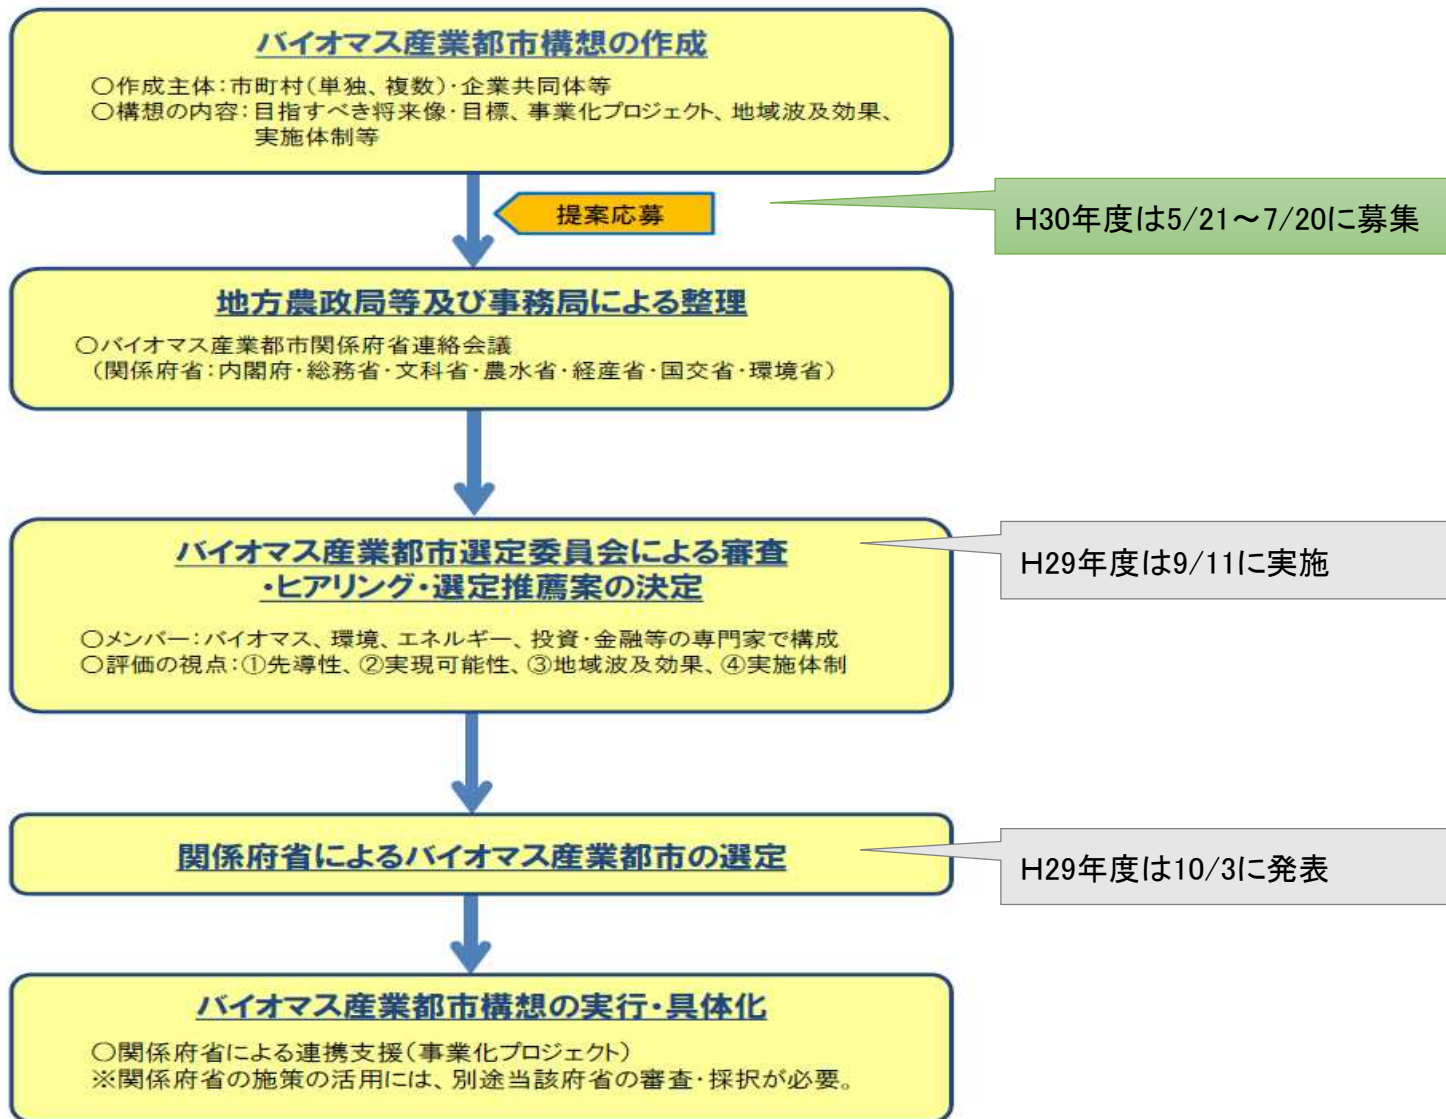 バイオマス産業都市構想の作成
○作成主体：市町村（単独、複数）・企業共同体等
○構想の内容：目指すべき将来像・目標、事業化プロジェクト、地域波及効果、
実施体制等
提案応募
H30年度は5/21～7/20に募集
地方農政局等及び事務局による整理
○バイオマス産業都市関係府省連絡会議
（関係府省：内閣府・総務省・文科省・農水省・経産省・国交省・環境省）
バイオマス産業都市選定委員会による審査
・ヒアリング・選定推薦案の決定
○メンバー：バイオマス、環境、エネルギー、投資・金融等の専門家で構成
○評価の視点：①先導性、②実現可能性、③地域波及効果、④実施体制
H29年度は9/11に実施
関係府省によるバイオマス産業都市の選定
H29年度は10/3に発表
バイオマス産業都市構想の実行・具体化
○関係府省による連携支援（事業化プロジェクト）
※関係府省の施策の活用には、別途当該府省の審査・採択が必要。